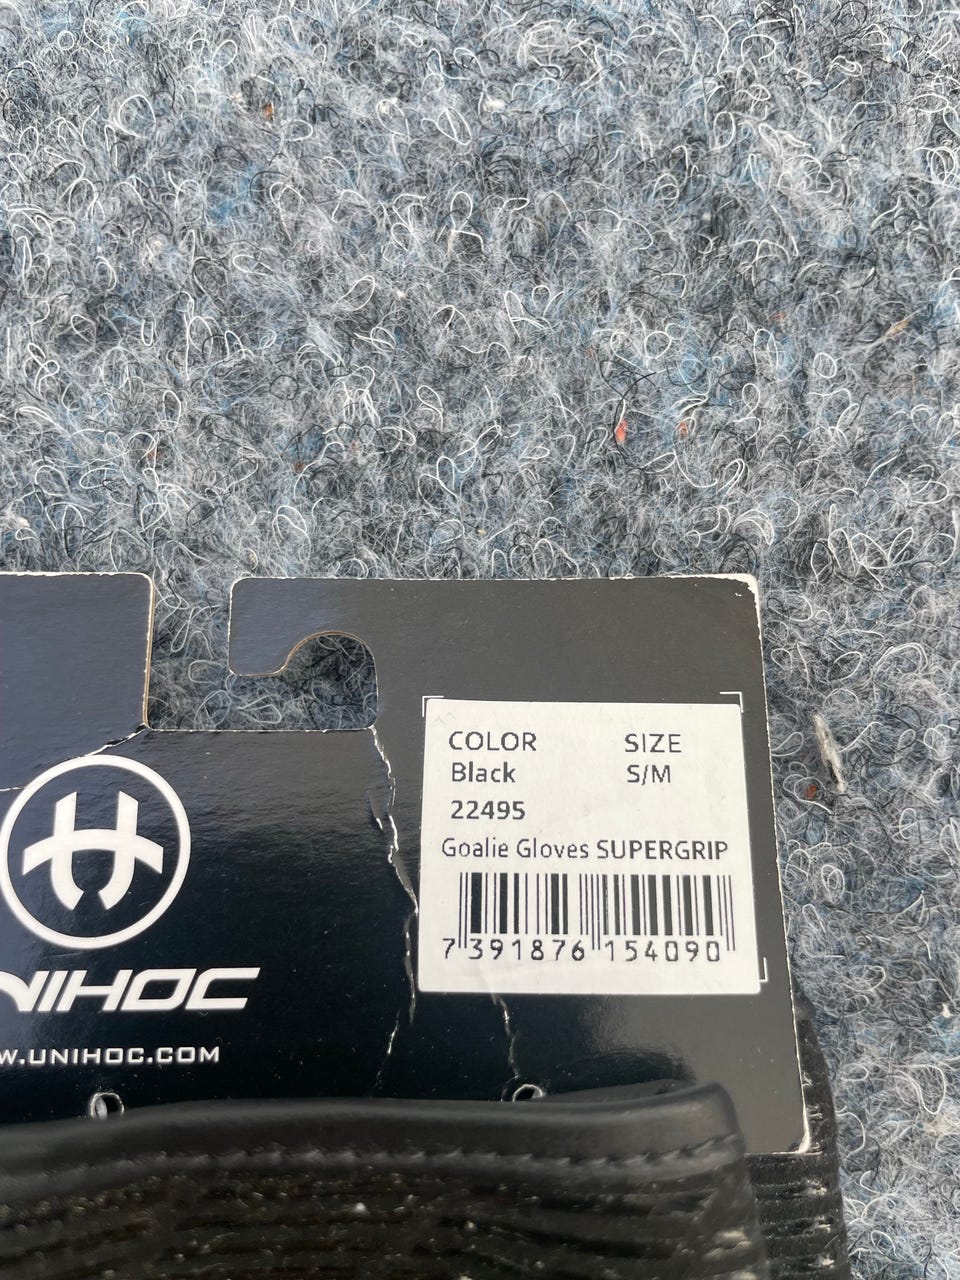 COLOR SIZE
Black S/M
22495
Goalie Gloves SUPERGRIP
7 391876 154090
NIHOC
W.UNIHOC.COM